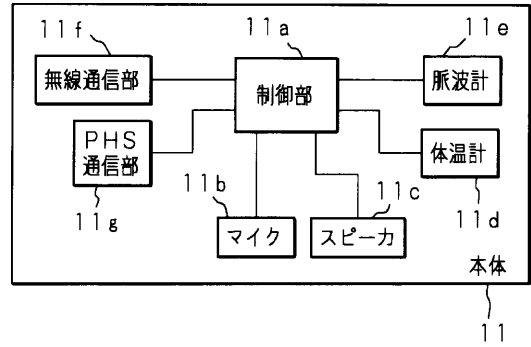 11f
11a
11e
無線通信部
制御部
脈波計
PHS
通信部
体温計
11g
11b
11c
11d
マイク
スピーカ
本体
11